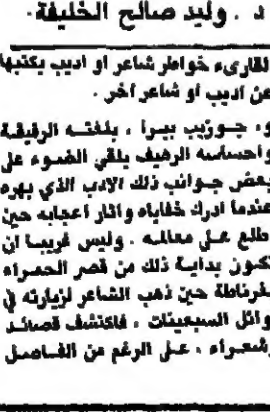 د . وليد صالح الخليفة .
القارىء خواطر شاعر او اديب يكتبها
عن اديب او شاعر آخر .
و . جوزيب بيرا ، بلغته الرقيقة
واحساسه الرهيف يلقي الضوء على
بعض جوانب ذلك الادب الذي بهره
عندما ادرك خفاياه واثار اعجابه حين
طلع على معالمه . وليس غريبا ان
تكون بداية ذلك من قصر الحمراء
بغرناطة حين ذهب الشاعر لزيارته في
وائل السبعينات ، فاكتشف قصائد
شعراء ، على الرغم من الفاصل